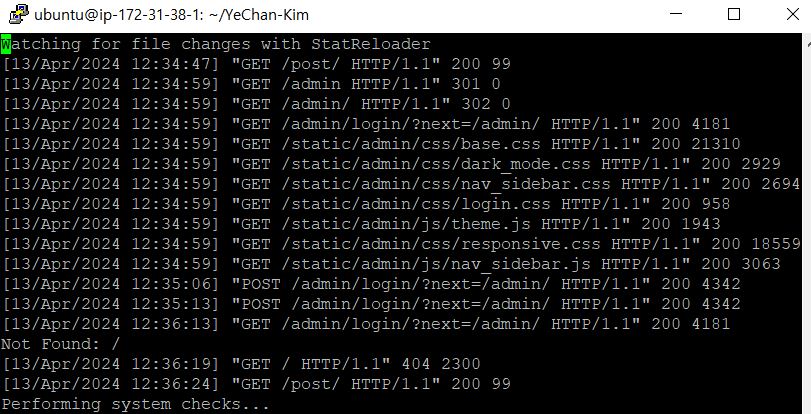 ubuntu@ip-172-31-38-1: ~/YeChan-Kim
Watching for file changes with StatReloader
[13/Apr/2024 12:34:47] "GET /post/ HTTP/1.1" 200 99
[13/Apr/2024 12:34:59] "GET /admin HTTP/1.1" 301 0
[13/Apr/2024 12:34:59] "GET /admin/ HTTP/1.1" 302 0
[13/Apr/2024 12:34:59] "GET /admin/login/?next=/admin/ HTTP/1.1" 200 4181
[13/Apr/2024 12:34:59] "GET /static/admin/css/base.css HTTP/1.1" 200 21310
[13/Apr/2024 12:34:59] "GET /static/admin/css/dark_mode.css HTTP/1.1" 200 2929
[13/Apr/2024 12:34:59] "GET /static/admin/css/nav_sidebar.css HTTP/1.1" 200 2694
[13/Apr/2024 12:34:59] "GET /static/admin/css/login.css HTTP/1.1" 200 958
[13/Apr/2024 12:34:59] "GET /static/admin/js/theme.js HTTP/1.1" 200 1943
[13/Apr/2024 12:34:59] "GET /static/admin/css/responsive.css HTTP/1.1" 200 18559
[13/Apr/2024 12:34:59] "GET /static/admin/js/nav_sidebar.js HTTP/1.1" 200 3063
[13/Apr/2024 12:35:06] "POST /admin/login/?next=/admin/ HTTP/1.1" 200 4342
[13/Apr/2024 12:35:13] "POST /admin/login/?next=/admin/ HTTP/1.1" 200 4342
[13/Apr/2024 12:36:13] "GET /admin/login/?next=/admin/ HTTP/1.1" 200 4181
Not Found: /
[13/Apr/2024 12:36:19] "GET / HTTP/1.1" 404 2300
[13/Apr/2024 12:36:24] "GET /post/ HTTP/1.1" 200 99
Performing system checks...